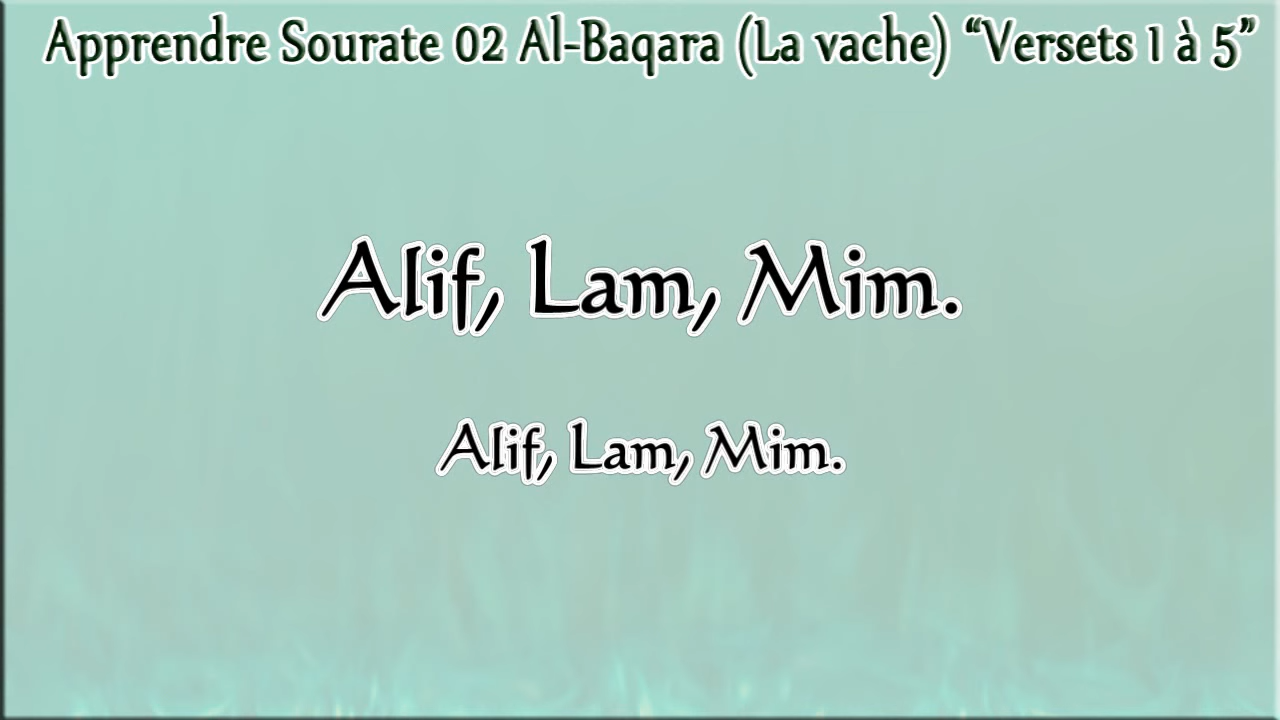 Apprendre Sourate 02 Al-Baqara (La vache) “Versets 1 à 5”
Alif, Lam, Mim.
Alif, Lam, Mim.